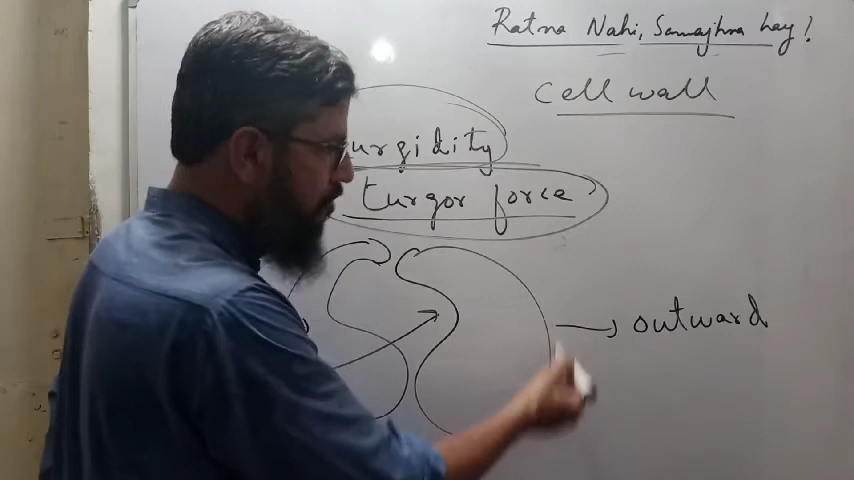 Ratna Nahi, Samajhna hay!
cell wall
urgidity
turgor force
→ outward